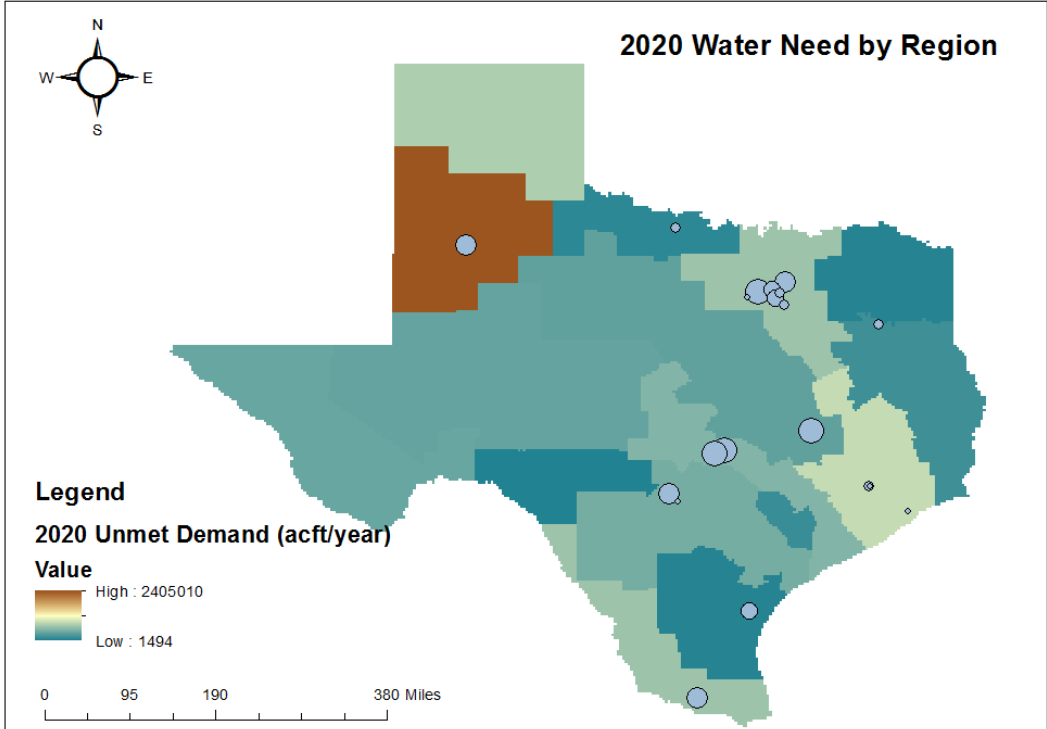 N
2020 Water Need by Region
W E
S
Legend
2020 Unmet Demand (acft/year)
Value
High : 2405010
Low : 1494
0 95 190 380 Miles